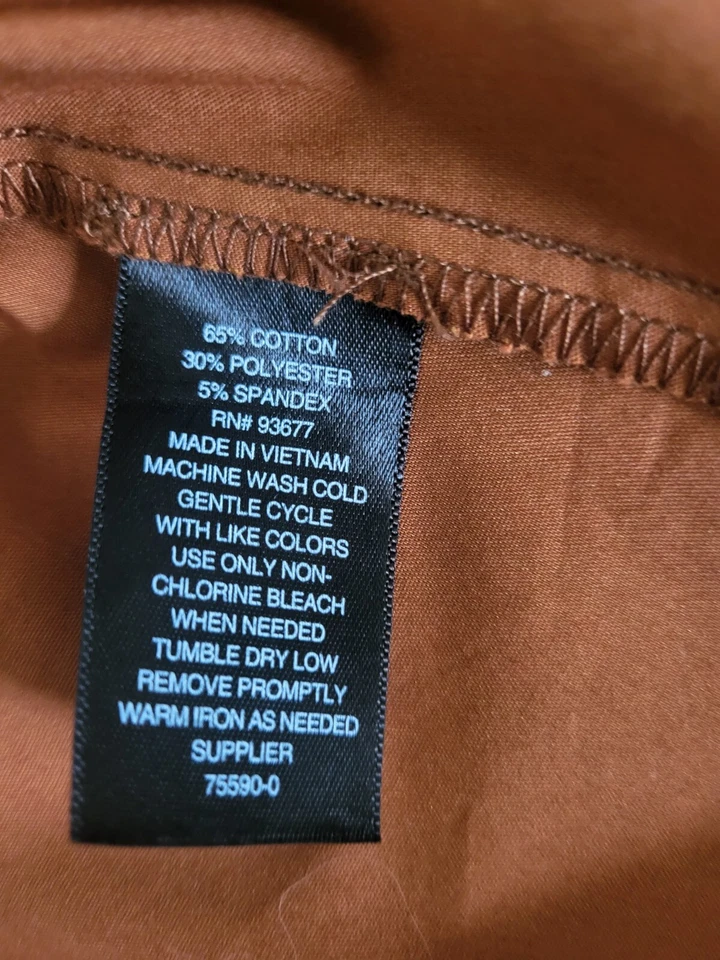 65% COTTON
30% POLYESTER
5% SPANDEX
RN# 93677
MADE IN VIETNAM
MACHINE WASH COLD
GENTLE CYCLE
WITH LIKE COLORS
USE ONLY NON-
CHLORINE BLEACH
WHEN NEEDED
TUMBLE DRY LOW
REMOVE PROMPTLY
WARM IRON AS NEEDED
SUPPLIER
75590-0